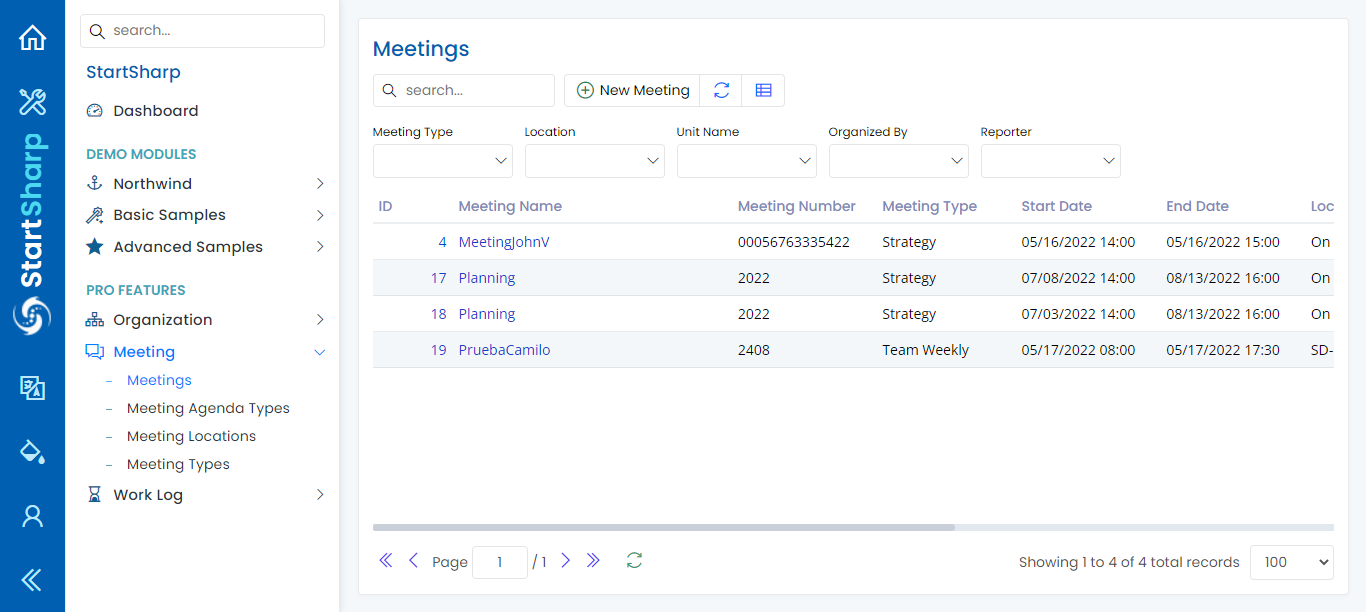 StartSharp
search...
StartSharp
Dashboard
DEMO MODULES
Northwind
Basic Samples
Advanced Samples
PRO FEATURES
Organization
Meeting
– Meetings
– Meeting Agenda Types
– Meeting Locations
– Meeting Types
Work Log
Meetings
search...
New Meeting
Meeting Type Location Unit Name Organized By Reporter
ID Meeting Name Meeting Number Meeting Type Start Date End Date Loc
4 MeetingJohnV 00056763335422 Strategy 05/16/2022 14:00 05/16/2022 15:00 On
17 Planning 2022 Strategy 07/08/2022 14:00 08/13/2022 16:00 On
18 Planning 2022 Strategy 07/03/2022 14:00 08/13/2022 16:00 On
19 PruebaCamilo 2408 Team Weekly 05/17/2022 08:00 05/17/2022 17:30 SD-
Page 1 / 1
Showing 1 to 4 of 4 total records 100